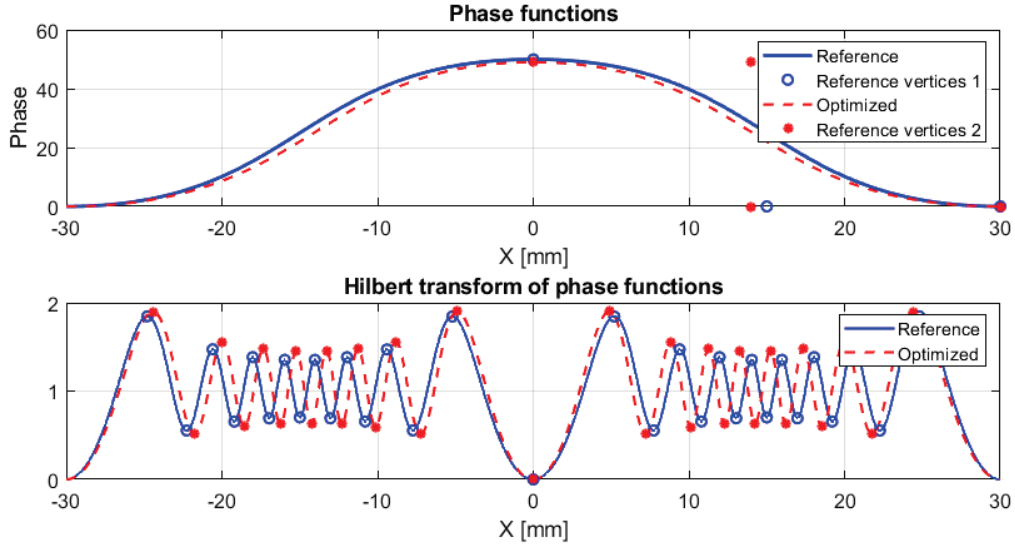 Phase functions
60
40
20
0
Phase
Reference
Reference vertices 1
Optimized
Reference vertices 2
-30 -20 -10 0 10 20 30
X [mm]
Hilbert transform of phase functions
2
1
0
Reference
Optimized
-30 -20 -10 0 10 20 30
X [mm]